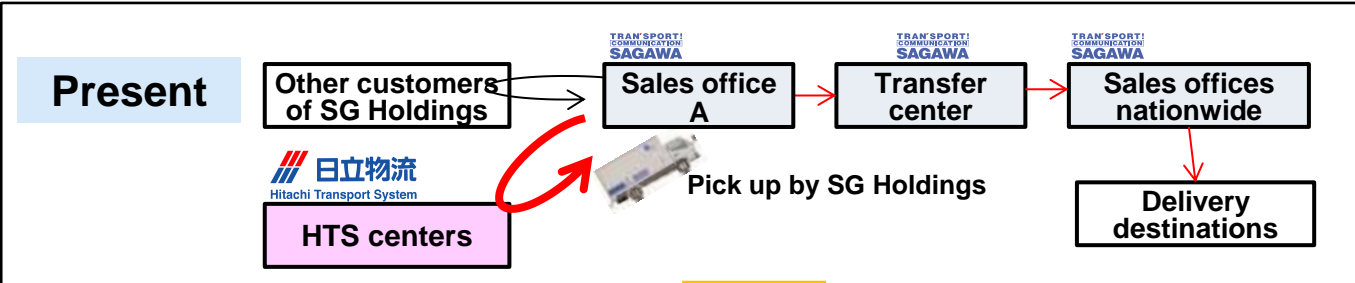 Present
Other customers
of SG Holdings
TRAN'SPORT!
COMMUNICATION
SAGAWA
Sales office
A
TRAN'SPORT!
COMMUNICATION
SAGAWA
Transfer
center
TRAN'SPORT!
COMMUNICATION
SAGAWA
Sales offices
nationwide
日立物流
Hitachi Transport System
HTS centers
Pick up by SG Holdings
Delivery
destinations